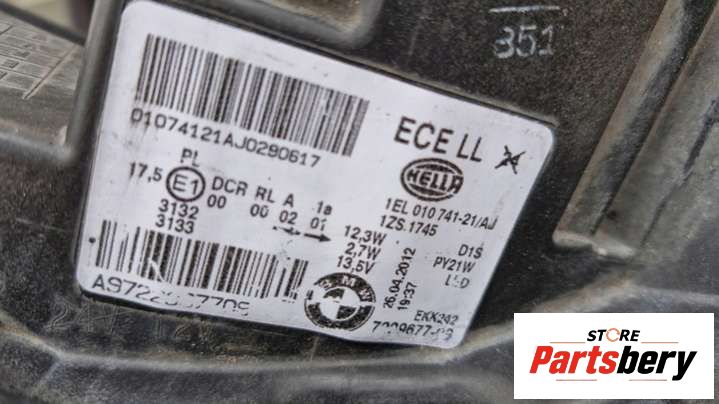 351
01074121AJ0290617
ECE LL
HELLA
PL
17,5 E1 DCR RL A 1a
00 00 02 01
3132
3133
1EL 010 741-21/AJ
1ZS.1745
12,3W
2,7W
13,5V
D1S
PY21W
26.04.2012
19:37
BMW
EKK242
STORE
Partsbery